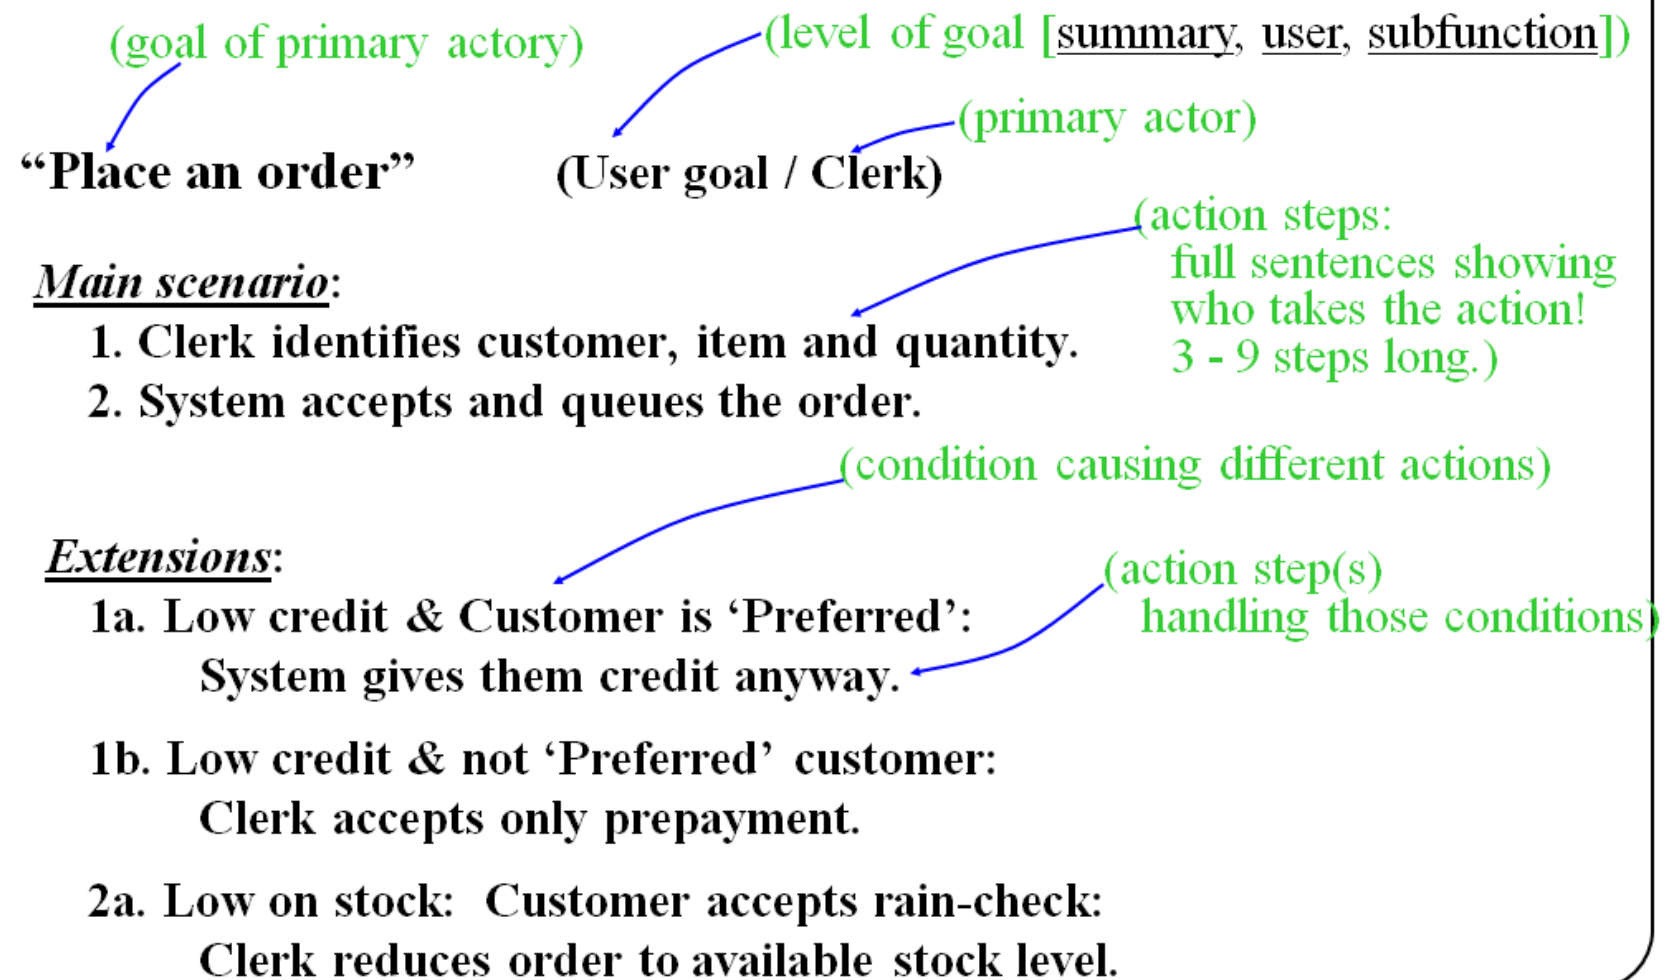 (goal of primary actory)
(level of goal [summary, user, subfunction])
(primary actor)
“Place an order” (User goal / Clerk)
(action steps:
full sentences showing
who takes the action!
3 - 9 steps long.)
Main scenario:
1. Clerk identifies customer, item and quantity.
2. System accepts and queues the order.
(condition causing different actions)
Extensions:
(action step(s)
handling those conditions)
1a. Low credit & Customer is ‘Preferred’:
System gives them credit anyway.
1b. Low credit & not ‘Preferred’ customer:
Clerk accepts only prepayment.
2a. Low on stock: Customer accepts rain-check:
Clerk reduces order to available stock level.